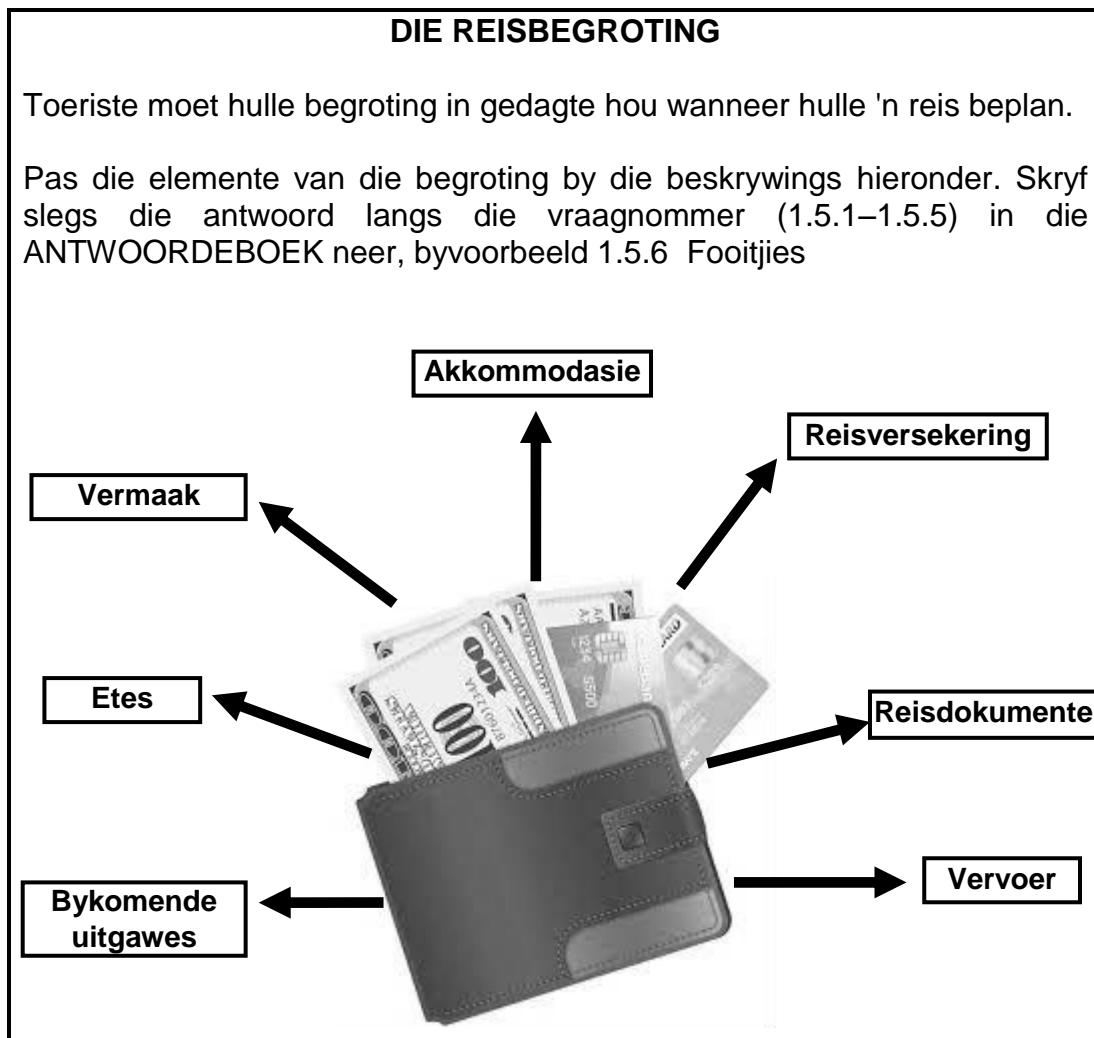 DIE REISBEGROTING
Toeriste moet hulle begroting in gedagte hou wanneer hulle 'n reis beplan.
Pas die elemente van die begroting by die beskrywings hieronder. Skryf
slegs die antwoord langs die vraagnommer (1.5.1–1.5.5) in die
ANTWOORDEBOEK neer, byvoorbeeld 1.5.6 Fooitjies
Akkommodasie
Reisversekering
Vermaak
Etes
Reisdokumente
Vervoer
Bykomende
uitgawes
100